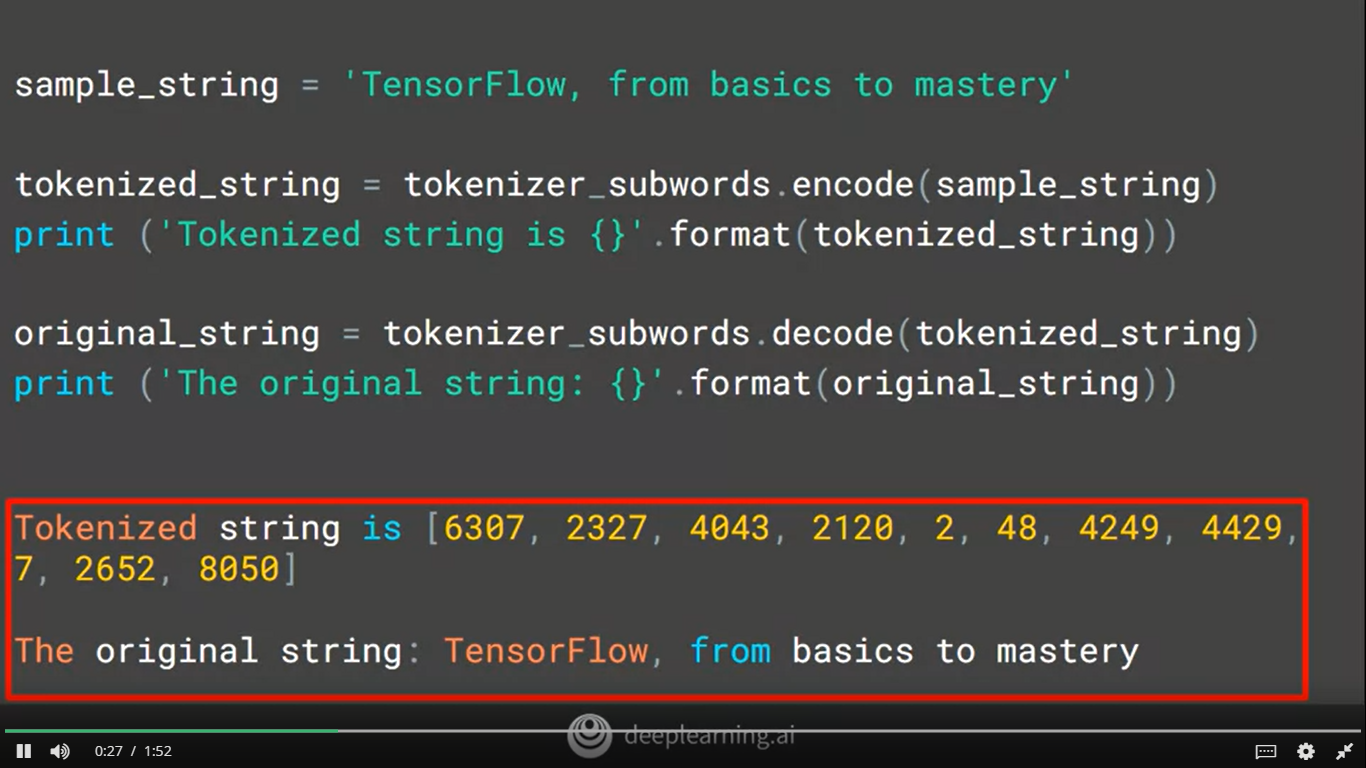 sample_string = 'TensorFlow, from basics to mastery'
tokenized_string = tokenizer_subwords.encode(sample_string)
print ('Tokenized string is {}'.format(tokenized_string))
original_string = tokenizer_subwords.decode(tokenized_string)
print ('The original string: {}'.format(original_string))
Tokenized string is [6307, 2327, 4043, 2120, 2, 48, 4249, 4429,
7, 2652, 8050]
The original string: TensorFlow, from basics to mastery
deeplearning.ai
0:27 / 1:52